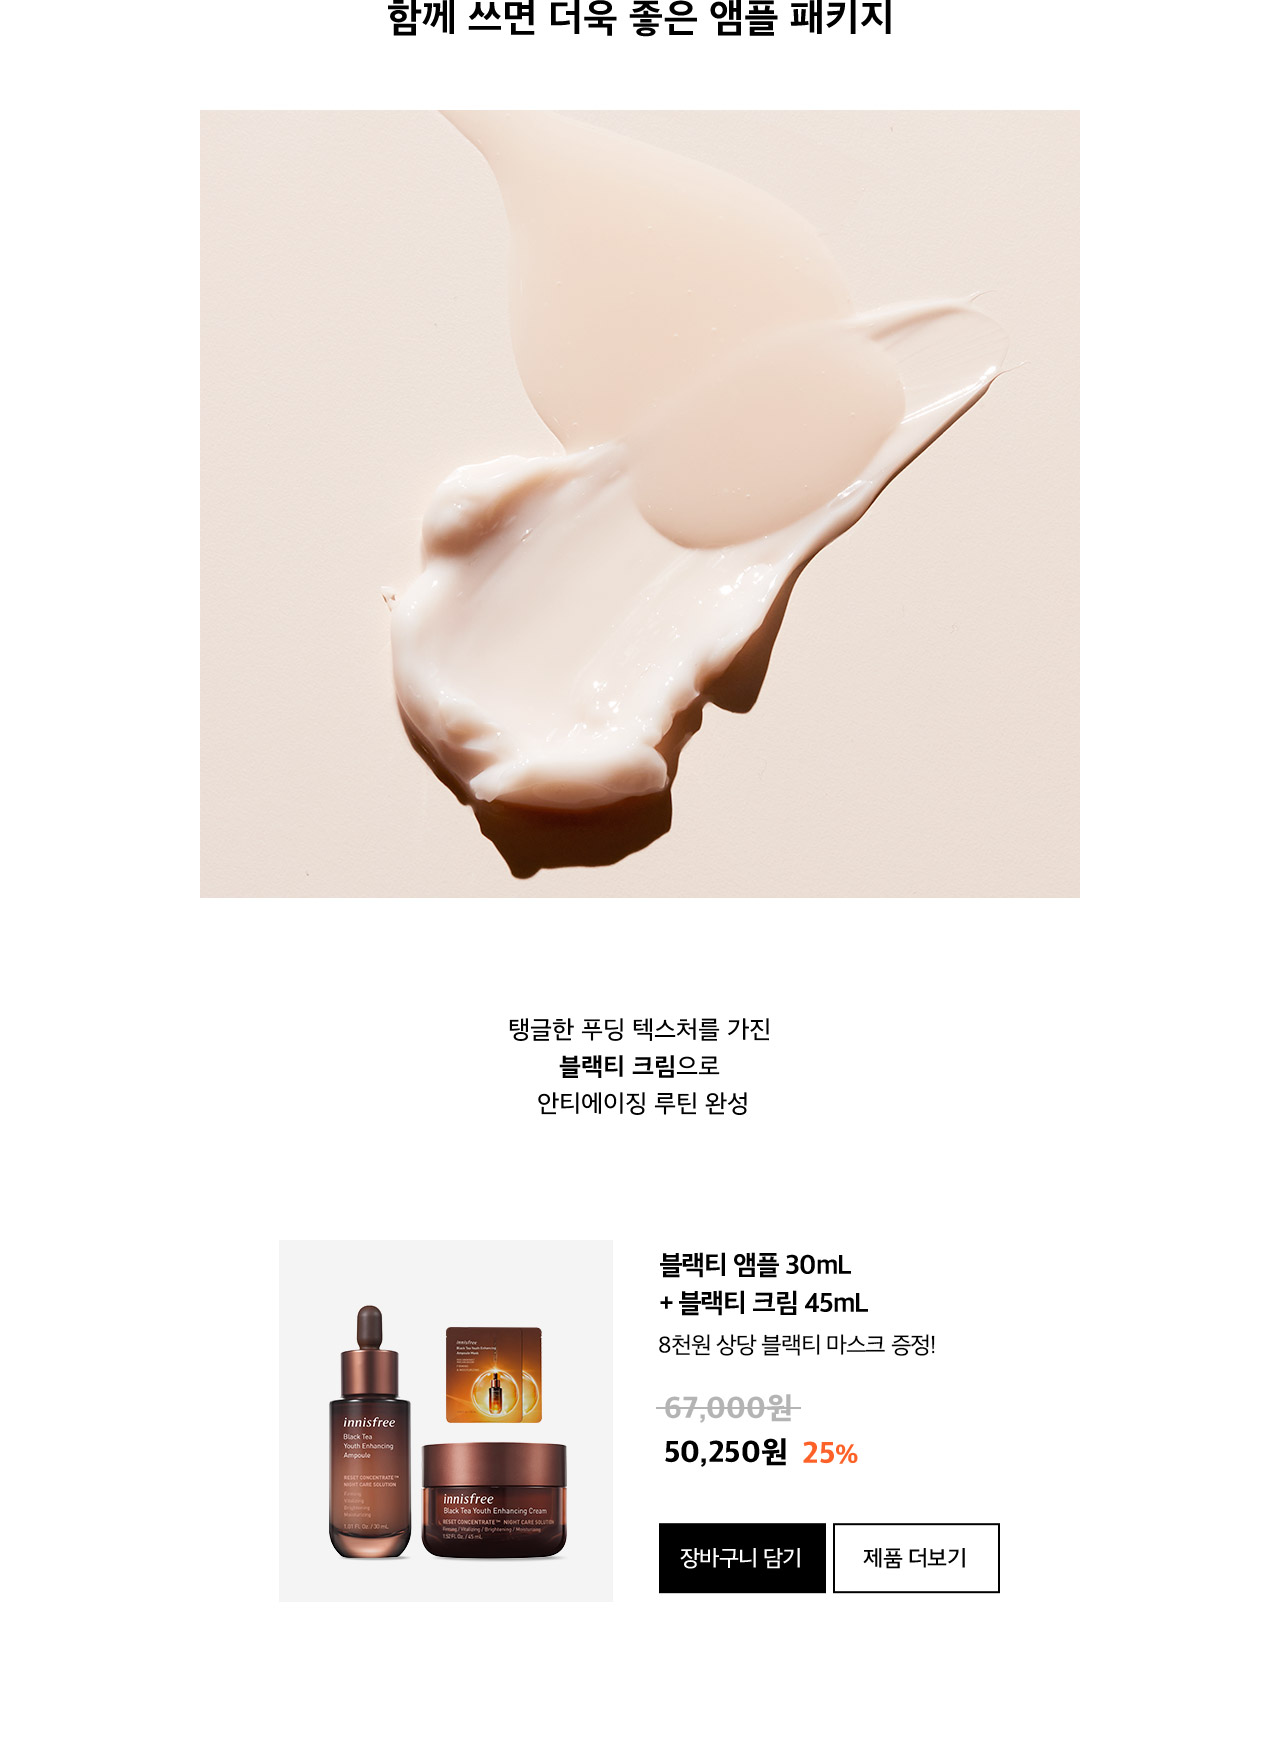 함께 쓰면 더욱 좋은 앰플 패키지
탱글한 푸딩 텍스처를 가진
블랙티 크림으로
안티에이징 루틴 완성
블랙티 앰플 30mL
+ 블랙티 크림 45mL
8천원 상당 블랙티 마스크 증정!
67,000원
50,250원 25%
장바구니 담기
제품 더보기
innisfree
Black Tea Youth Enhancing
Ampoule Mask
innisfree
Black Tea
Youth Enhancing
Ampoule
RESET CONCENTRATE™
NIGHT CARE SOLUTION
Firming
Vitalizing
Brightening
Moisturizing
1.01 FL.Oz. / 30 mL
innisfree
Black Tea Youth Enhancing Cream
RESET CONCENTRATE™ NIGHT CARE SOLUTION
Firming / Vitalizing / Brightening / Moisturizing
1.52 FL.Oz. / 45 mL